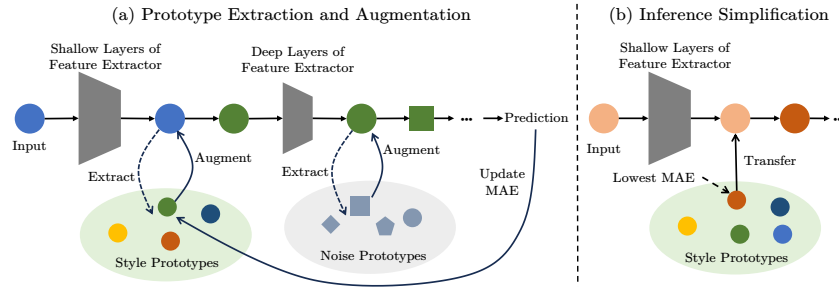 (a) Prototype Extraction and Augmentation
Shallow Layers of
Feature Extractor
Deep Layers of
Feature Extractor
Input
Extract
Augment
Extract
Augment
...
Prediction
Update
MAE
Style Prototypes
Noise Prototypes
(b) Inference Simplification
Shallow Layers of
Feature Extractor
Input
...
Transfer
Lowest MAE
Style Prototypes